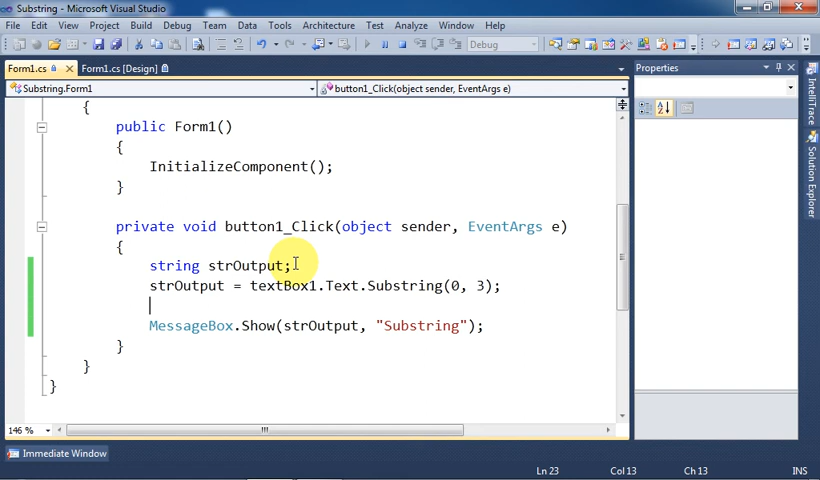 Substring - Microsoft Visual Studio
File Edit View Project Build Debug Team Data Tools Architecture Test Analyze Window Help
Debug
Form1.cs Form1.cs [Design]
Properties
Substring.Form1
button1_Click(object sender, EventArgs e)
{
public Form1()
{
InitializeComponent();
}
private void button1_Click(object sender, EventArgs e)
{
string strOutput;
strOutput = textBox1.Text.Substring(0, 3);
MessageBox.Show(strOutput, "Substring");
}
}
}
146 %
Immediate Window
Ln 23 Col 13 Ch 13 INS
IntelliTrace
Solution Explorer